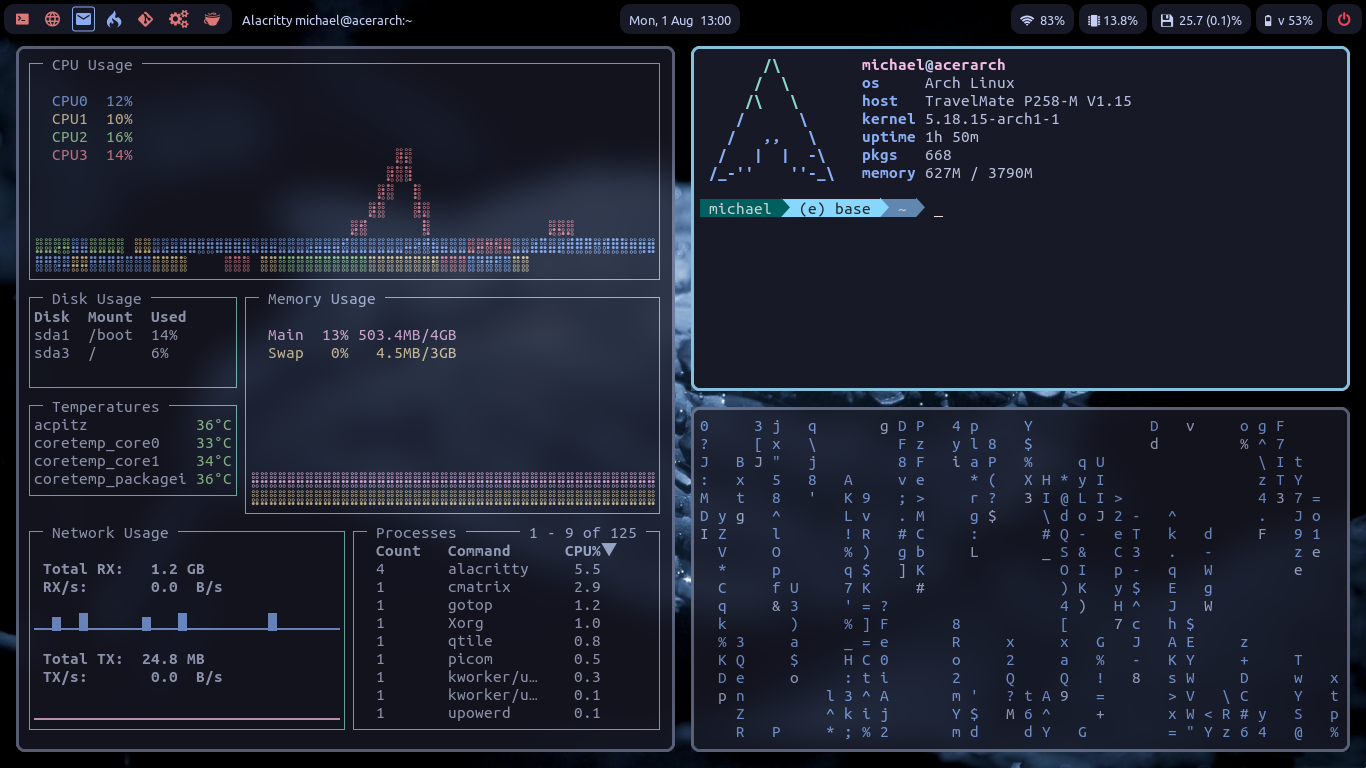 Alacritty michael@acerarch:~
Mon, 1 Aug 13:00
83%
13.8%
25.7 (0.1)%
v 53%
CPU Usage
CPU0 12%
CPU1 10%
CPU2 16%
CPU3 14%
Disk Usage
Disk Mount Used
sda1 /boot 14%
sda3 / 6%
Memory Usage
Main 13% 503.4MB/4GB
Swap 0% 4.5MB/3GB
Temperatures
acpitz 36°C
coretemp_core0 33°C
coretemp_core1 34°C
coretemp_packagei 36°C
Network Usage
Total RX: 1.2 GB
RX/s: 0.0 B/s
Total TX: 24.8 MB
TX/s: 0.0 B/s
Processes 1 - 9 of 125
Count Command CPU%
4 alacritty 5.5
1 cmatrix 2.9
1 gotop 1.2
1 Xorg 1.0
1 qtile 0.8
1 picom 0.5
1 kworker/u… 0.3
1 kworker/u… 0.1
1 upowerd 0.1
michael@acerarch
os Arch Linux
host TravelMate P258-M V1.15
kernel 5.18.15-arch1-1
uptime 1h 50m
pkgs 668
memory 627M / 3790M
michael (e) base ~ _